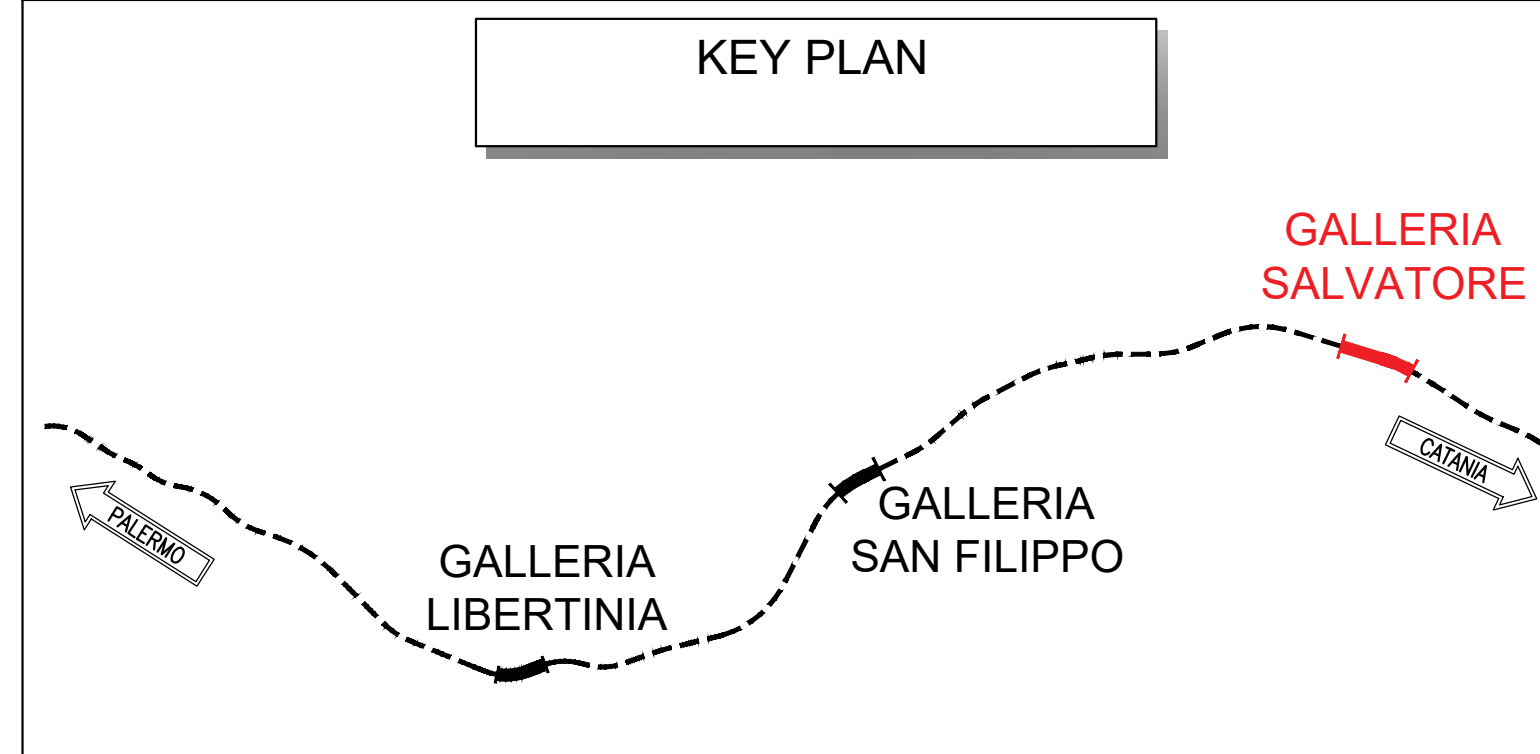 KEY PLAN
GALLERIA
SALVATORE
CATANIA
PALERMO
GALLERIA
SAN FILIPPO
GALLERIA
LIBERTINIA